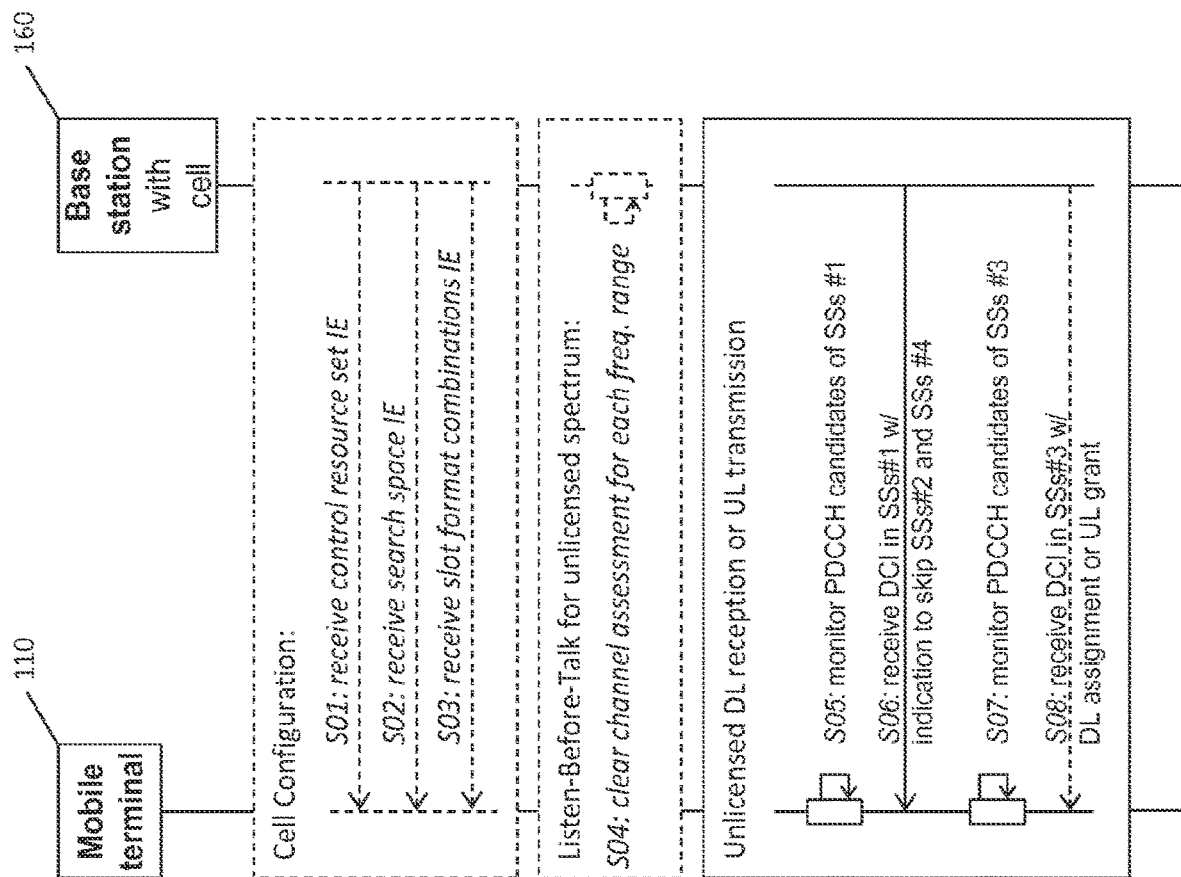 110
160
Mobile
terminal
Base
station
with
cell
Cell Configuration:
S01: receive control resource set IE
S02: receive search space IE
S03: receive slot format combinations IE
Listen-Before-Talk for unlicensed spectrum:
S04: clear channel assessment for each freq. range
Unlicensed DL reception or UL transmission
S05: monitor PDCCH candidates of SSs #1
S06: receive DCI in SSs#1 w/
indication to skip SSs#2 and SSs #4
S07: monitor PDCCH candidates of SSs #3
S08: receive DCI in SSs#3 w/
DL assignment or UL grant